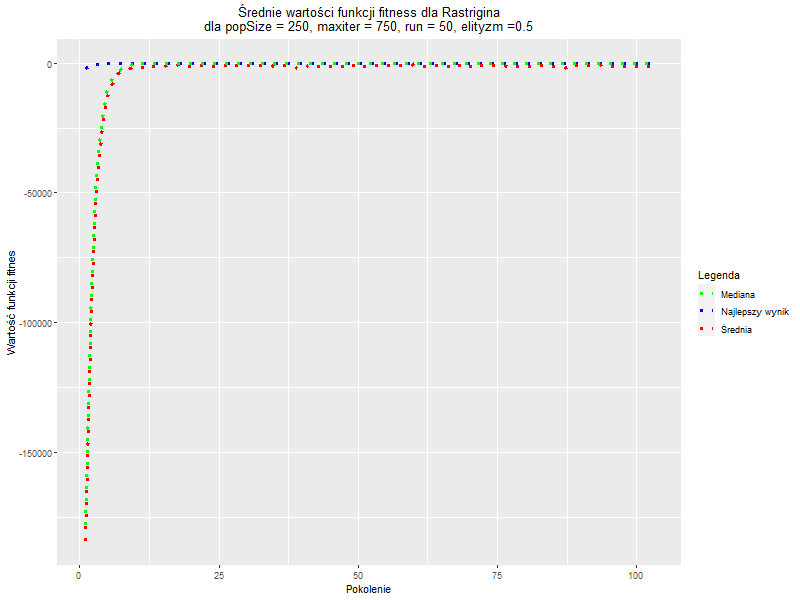 Średnie wartości funkcji fitness dla Rastrigina
dla popSize = 250, maxiter = 750, run = 50, elityzm =0.5
Wartość funkcji fitnes
0
-50000
-100000
-150000
0
25
50
75
100
Pokolenie
Legenda
Mediana
Najlepszy wynik
Średnia